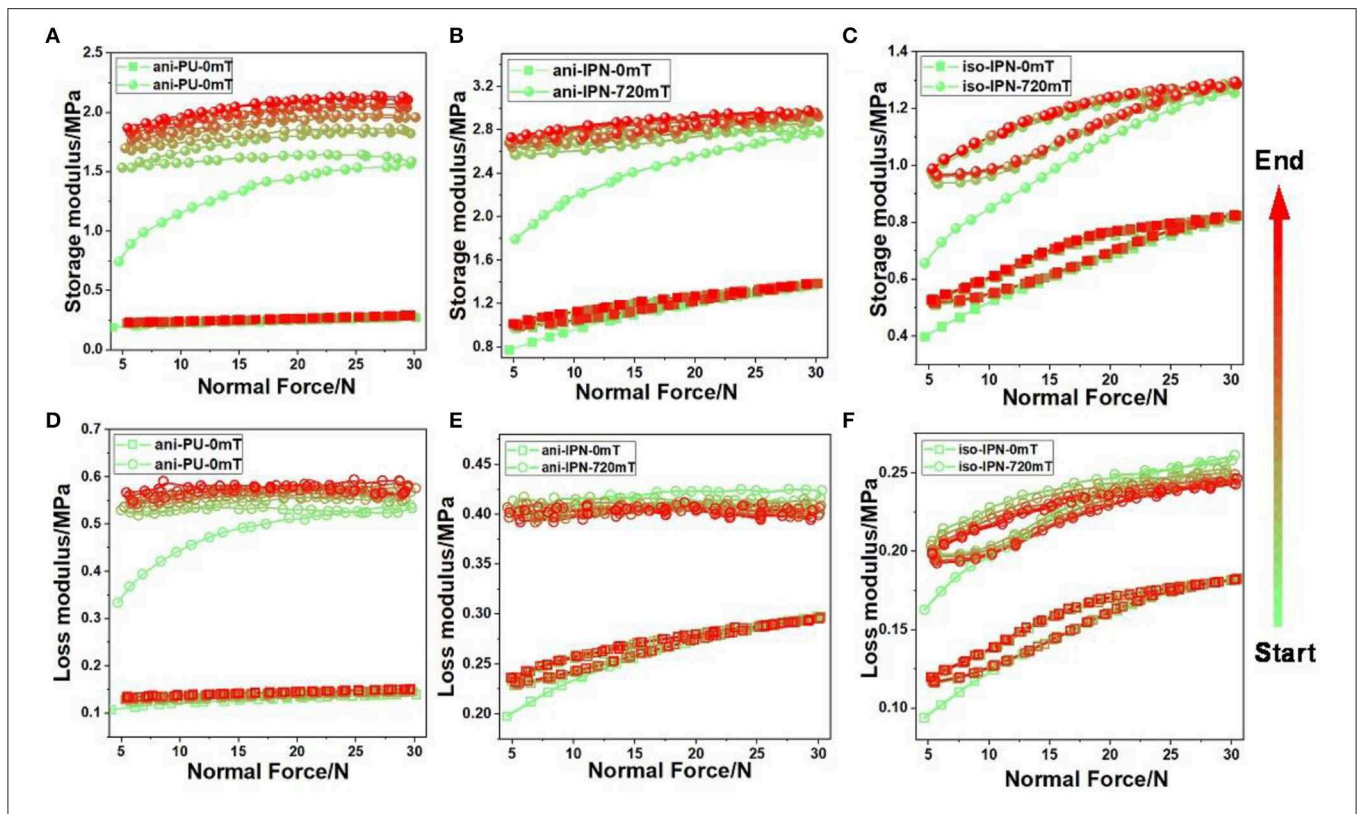 A
2.5
2.0
1.5
1.0
0.5
0.0
Storage modulus/MPa
ani-PU-0mT
ani-PU-0mT
5 10 15 20 25 30
Normal Force/N
B
3.2
2.8
2.4
2.0
1.6
1.2
0.8
Storage modulus/MPa
ani-IPN-0mT
ani-IPN-720mT
5 10 15 20 25 30
Normal Force/N
C
1.4
1.2
1.0
0.8
0.6
0.4
Storage modulus/MPa
iso-IPN-0mT
iso-IPN-720mT
5 10 15 20 25 30
Normal Force/N
End
Start
D
0.7
0.6
0.5
0.4
0.3
0.2
0.1
Loss modulus/MPa
ani-PU-0mT
ani-PU-0mT
5 10 15 20 25 30
Normal Force/N
E
0.45
0.40
0.35
0.30
0.25
0.20
Loss modulus/MPa
ani-IPN-0mT
ani-IPN-720mT
5 10 15 20 25 30
Normal Force/N
F
0.25
0.20
0.15
0.10
Loss modulus/MPa
iso-IPN-0mT
iso-IPN-720mT
5 10 15 20 25 30
Normal Force/N